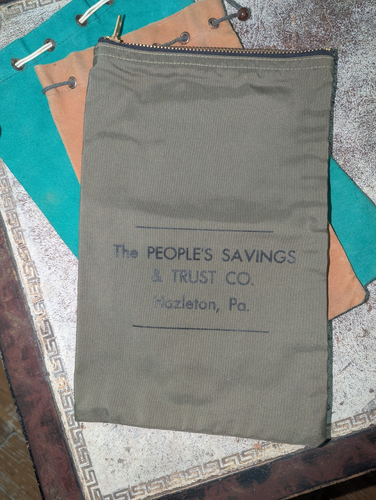 The PEOPLE'S SAVINGS
& TRUST CO.
Hazleton, Pa.